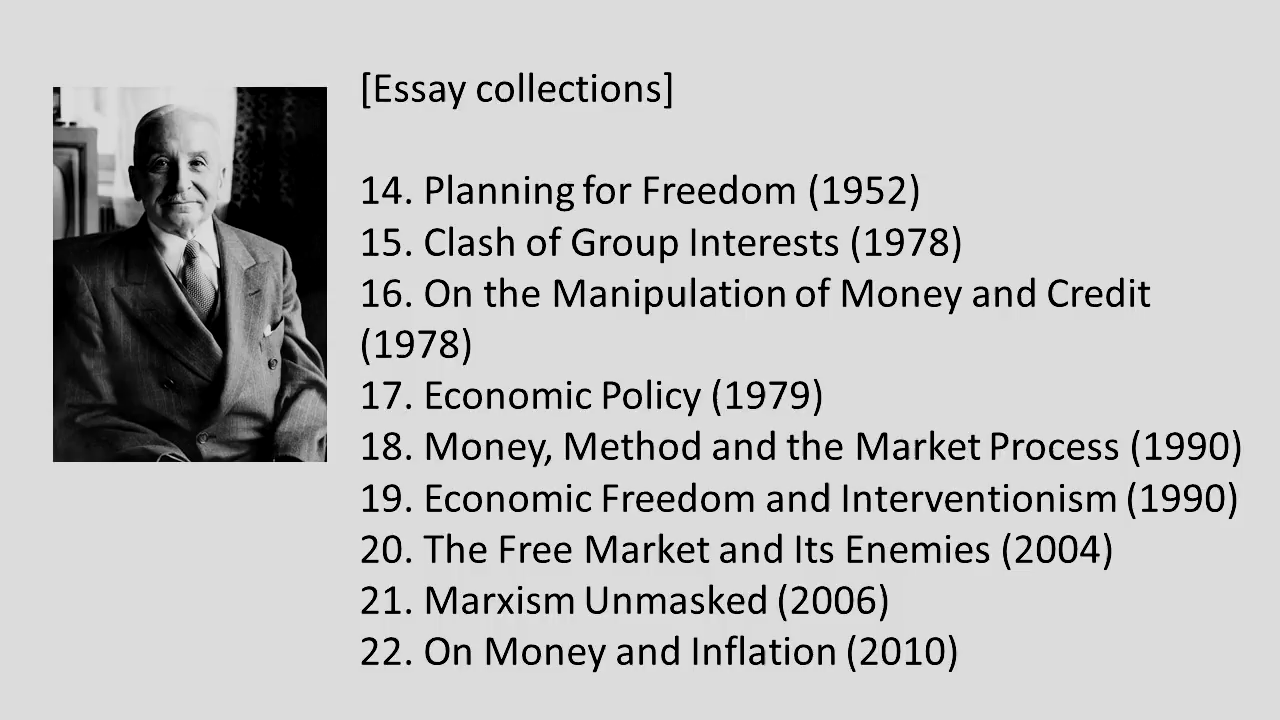 [Essay collections]
14. Planning for Freedom (1952)
15. Clash of Group Interests (1978)
16. On the Manipulation of Money and Credit
(1978)
17. Economic Policy (1979)
18. Money, Method and the Market Process (1990)
19. Economic Freedom and Interventionism (1990)
20. The Free Market and Its Enemies (2004)
21. Marxism Unmasked (2006)
22. On Money and Inflation (2010)